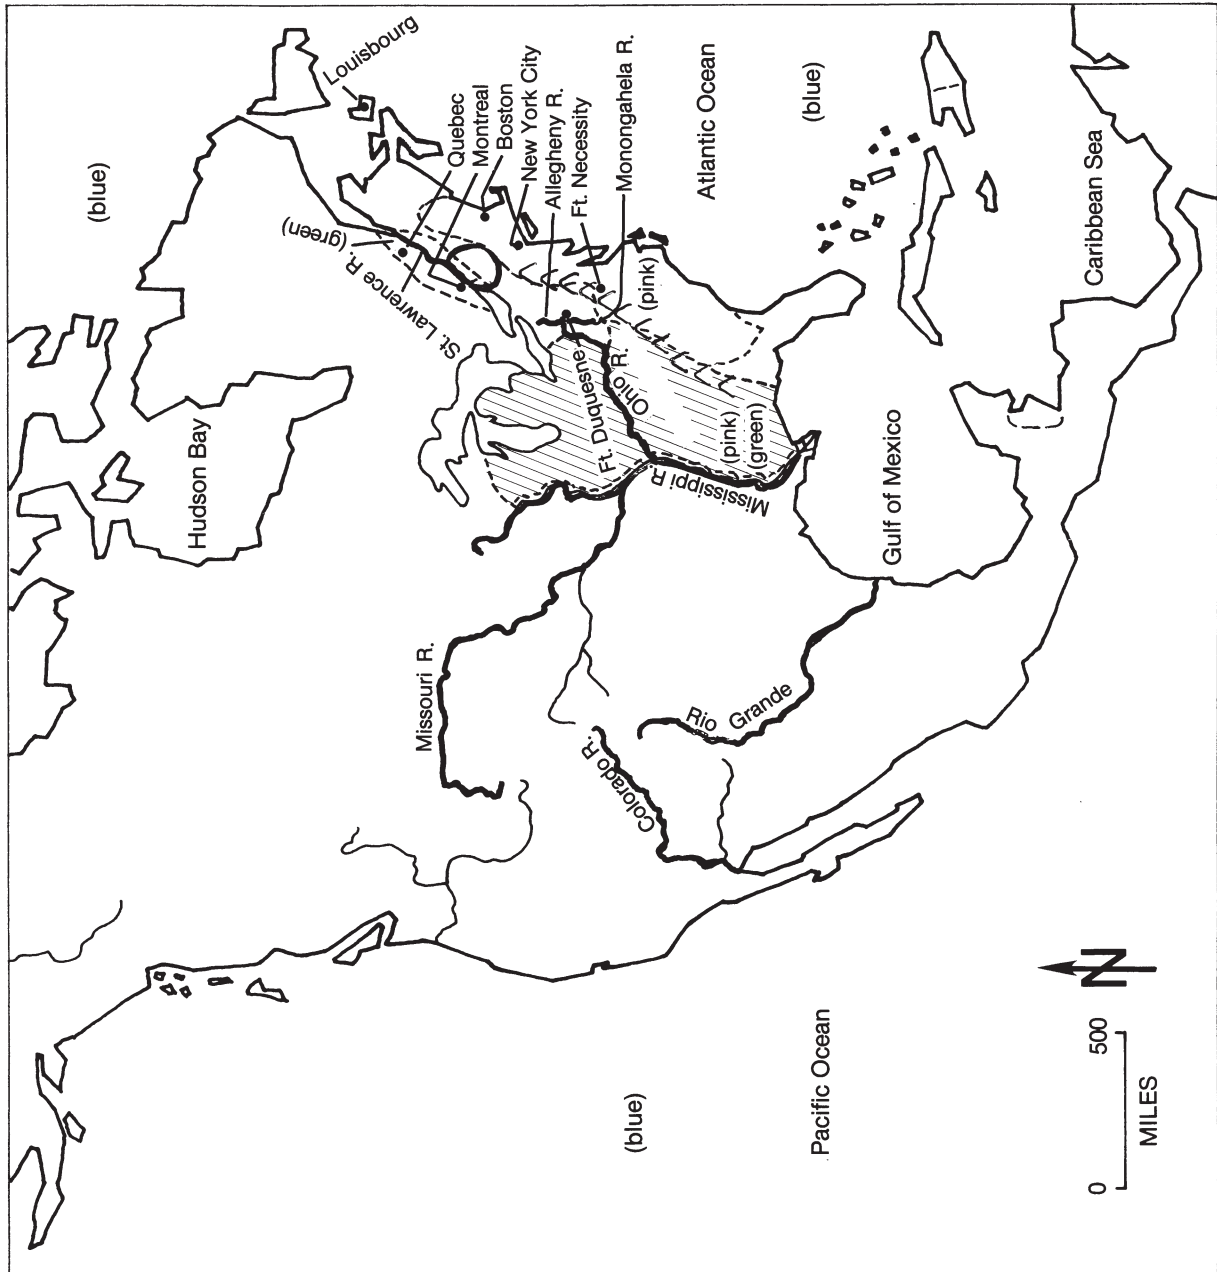 (blue)
Hudson Bay
Louisbourg
Quebec
Montreal
Boston
New York City
Allegheny R.
Ft. Necessity
Monongahela R.
(green)
St. Lawrence R.
Atlantic Ocean
(blue)
(pink)
Ft. Duquesne
Ohio R.
(pink)
(green)
Mississippi R.
Missouri R.
Colorado R.
Rio Grande
Gulf of Mexico
Caribbean Sea
(blue)
Pacific Ocean
N
0 500
MILES